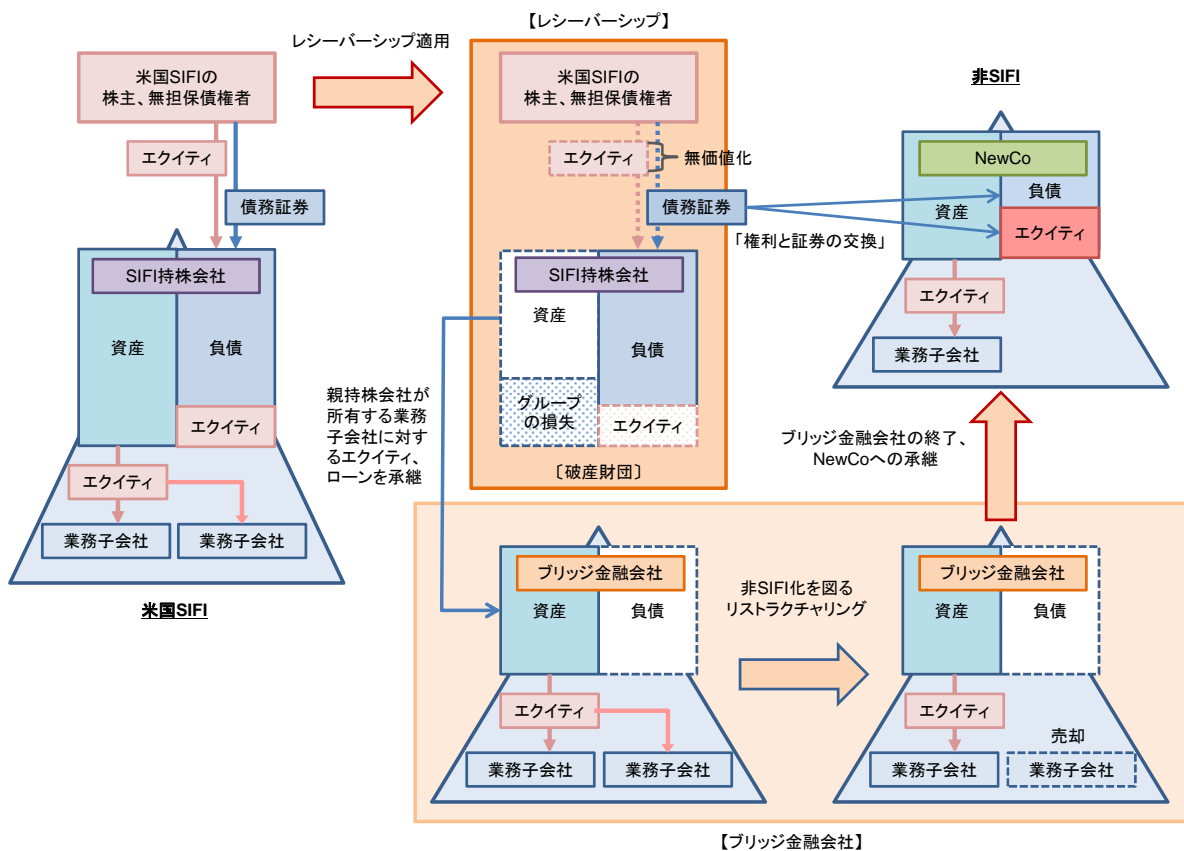 【レシーバーシップ】
レシーバーシップ適用
米国SIFIの
株主、無担保債権者
エクイティ
債務証券
SIFI持株会社
資産
負債
エクイティ
エクイティ
業務子会社
業務子会社
米国SIFI
米国SIFIの
株主、無担保債権者
エクイティ
無価値化
債務証券
「権利と証券の交換」
SIFI持株会社
資産
負債
グループ
の損失
エクイティ
〔破産財団〕
親持株会社が
所有する業務
子会社に対す
るエクイティ、
ローンを承継
非SIFI
NewCo
資産
負債
エクイティ
エクイティ
業務子会社
ブリッジ金融会社の終了、
NewCoへの承継
ブリッジ金融会社
資産
負債
エクイティ
業務子会社
業務子会社
非SIFI化を図る
リストラクチャリング
ブリッジ金融会社
資産
負債
エクイティ
売却
業務子会社
業務子会社
【ブリッジ金融会社】